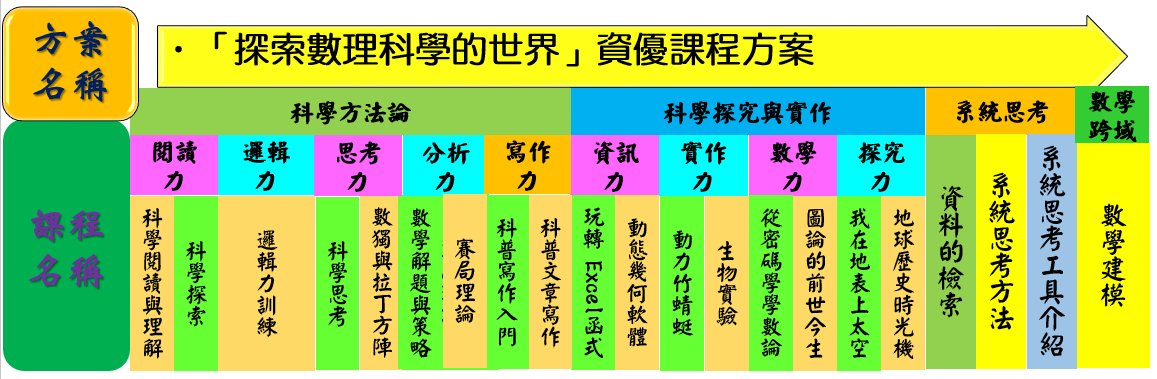 方案
名稱
・「探索數理科學的世界」資優課程方案
科學方法論
科學探究與實作
系統思考
數學
跨域
閱讀
力
邏輯
力
思考
力
分析
力
寫作
力
資訊
力
實作
力
數學
力
探究
力
課程
名稱
科學閱讀與理解
科學探索
邏輯力訓練
科學思考
數獨與拉丁方陣
數學解題與策略
賽局理論
科普寫作入門
科普文章寫作
玩轉 Excel函式
動態幾何軟體
動力竹蜻蜓
生物實驗
從密碼學學數論
圖論的前世今生
我在地表上太空
地球歷史時光機
資料的檢索
系統思考方法
系統思考工具介紹
數學建模